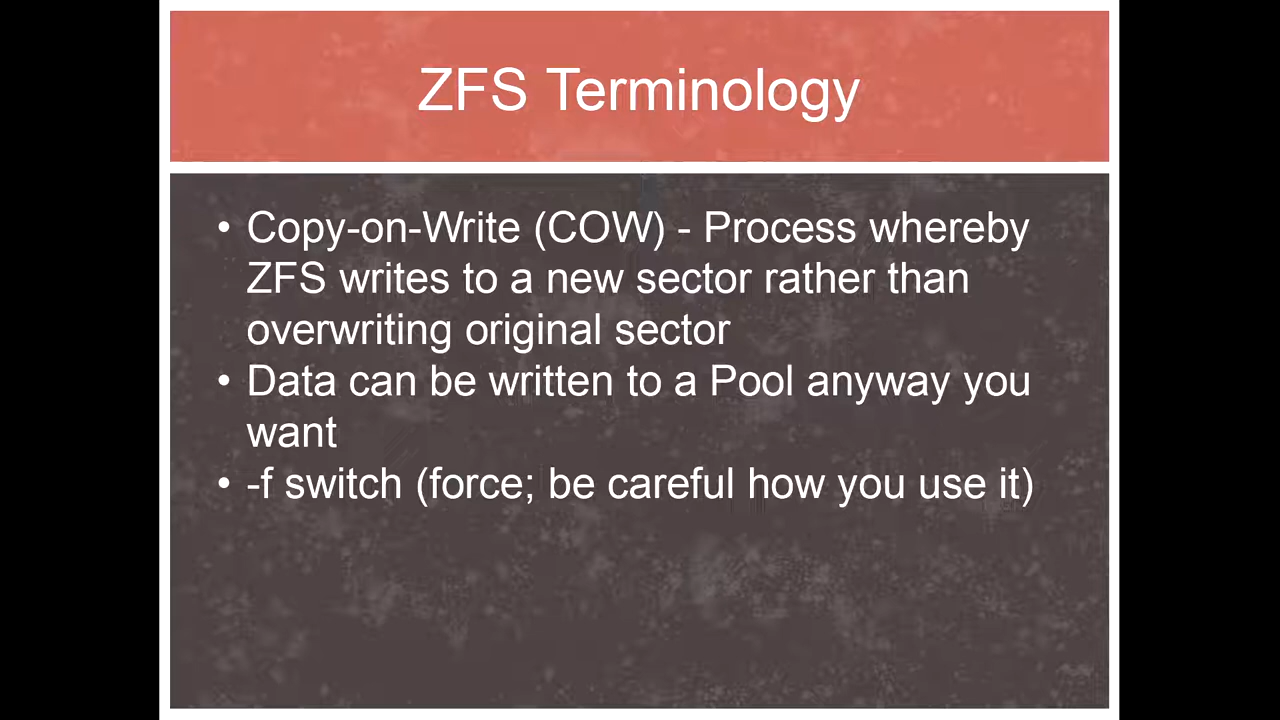 ZFS Terminology
• Copy-on-Write (COW) - Process whereby
ZFS writes to a new sector rather than
overwriting original sector
• Data can be written to a Pool anyway you
want
• -f switch (force; be careful how you use it)